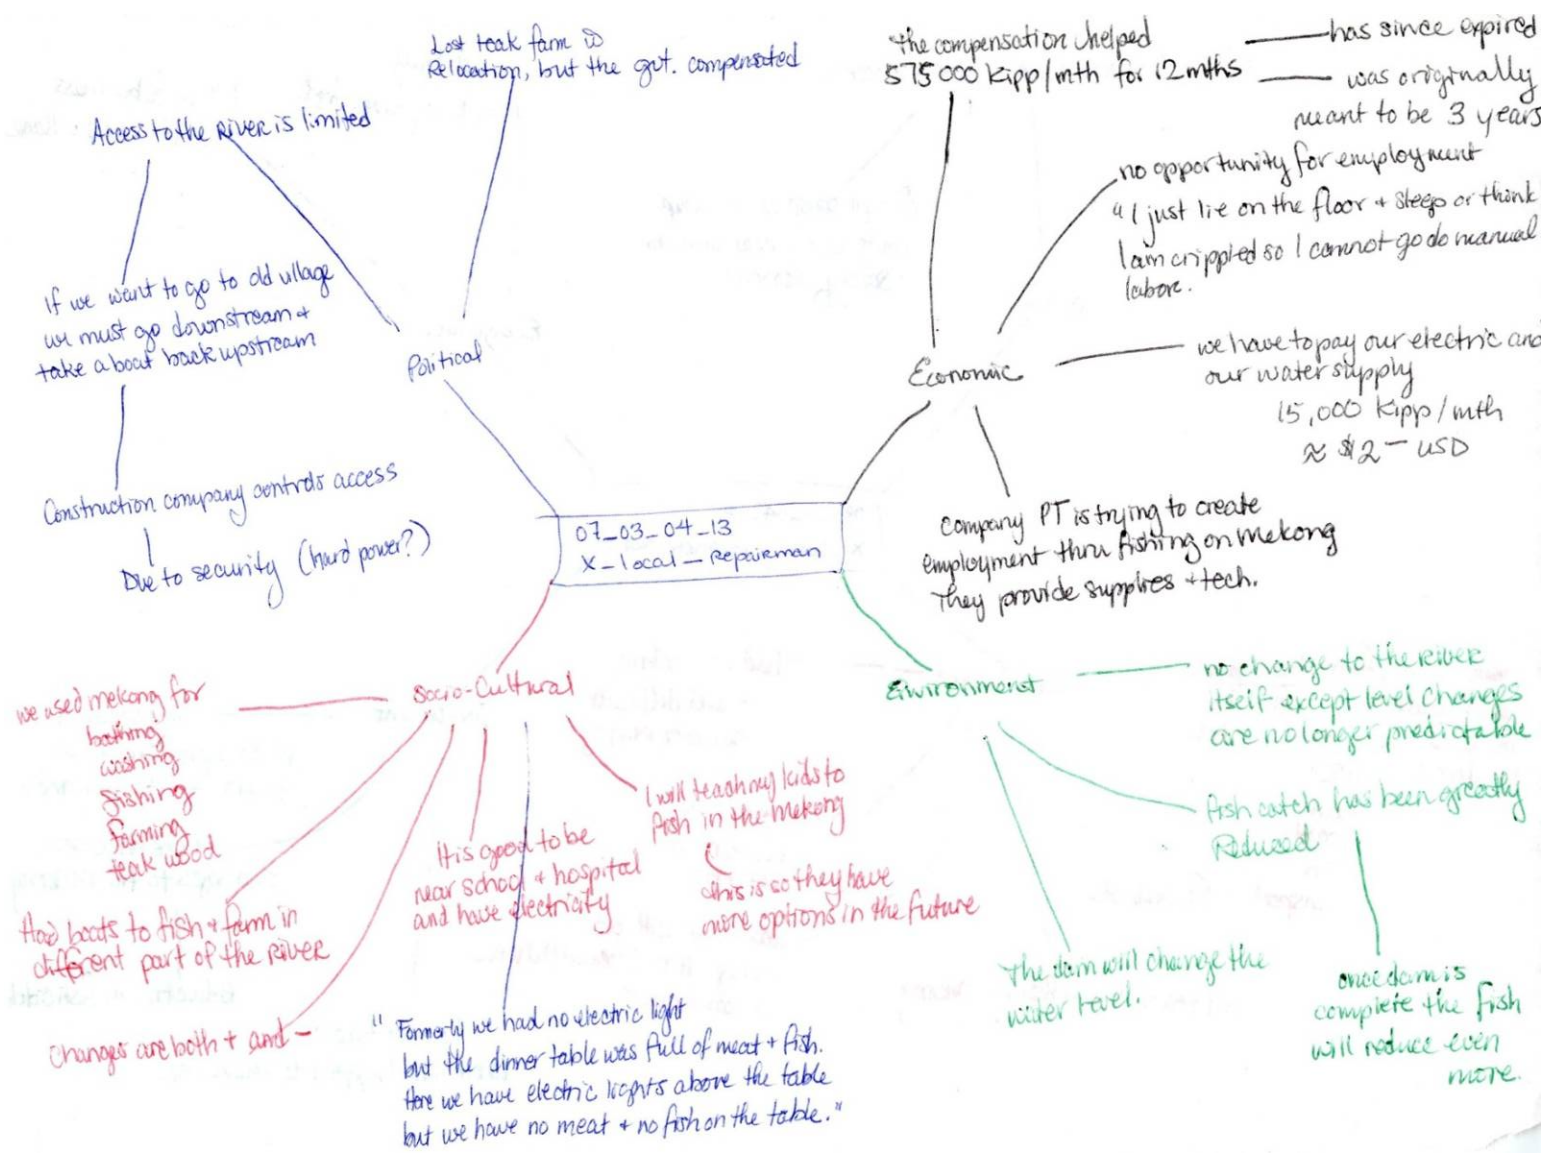 Lost teak farm is
Relocation, but the gvt. compensated
Access to the River is limited
If we want to go to old village
we must go downstream +
take a boat back upstream
Construction company controls access
Due to security (hard power?)
Political
The compensation helped
575000 Kipp/mth for 12 mths
has since expired
was originally
meant to be 3 years
no opportunity for employment
"I just lie on the floor + sleep or think
I am crippled so I cannot go do manual
labor.
Economic
we have to pay our electric and
our water supply
15,000 Kipp/mth
≈ $2 - USD
Company PT is trying to create
employment thru fishing on Mekong
They provide supplies + tech.
07_03_04_13
X_local_Repairman
Socio-Cultural
we used mekong for
bathing
washing
fishing
farming
teak wood
Had boats to fish + farm in
different part of the River
Changes are both + and -
It is good to be
near school + hospital
and have electricity
I will teach my kids to
fish in the Mekong
this is so they have
more options in the future
"Formerly we had no electric light
but the dinner table was full of meat + fish.
Here we have electric lights above the table
but we have no meat + no fish on the table."
Environment
no change to the River
itself except level changes
are no longer predictable
fish catch has been greatly
Reduced
once dam is
complete the fish
will reduce even
more.
The dam will change the
water level.